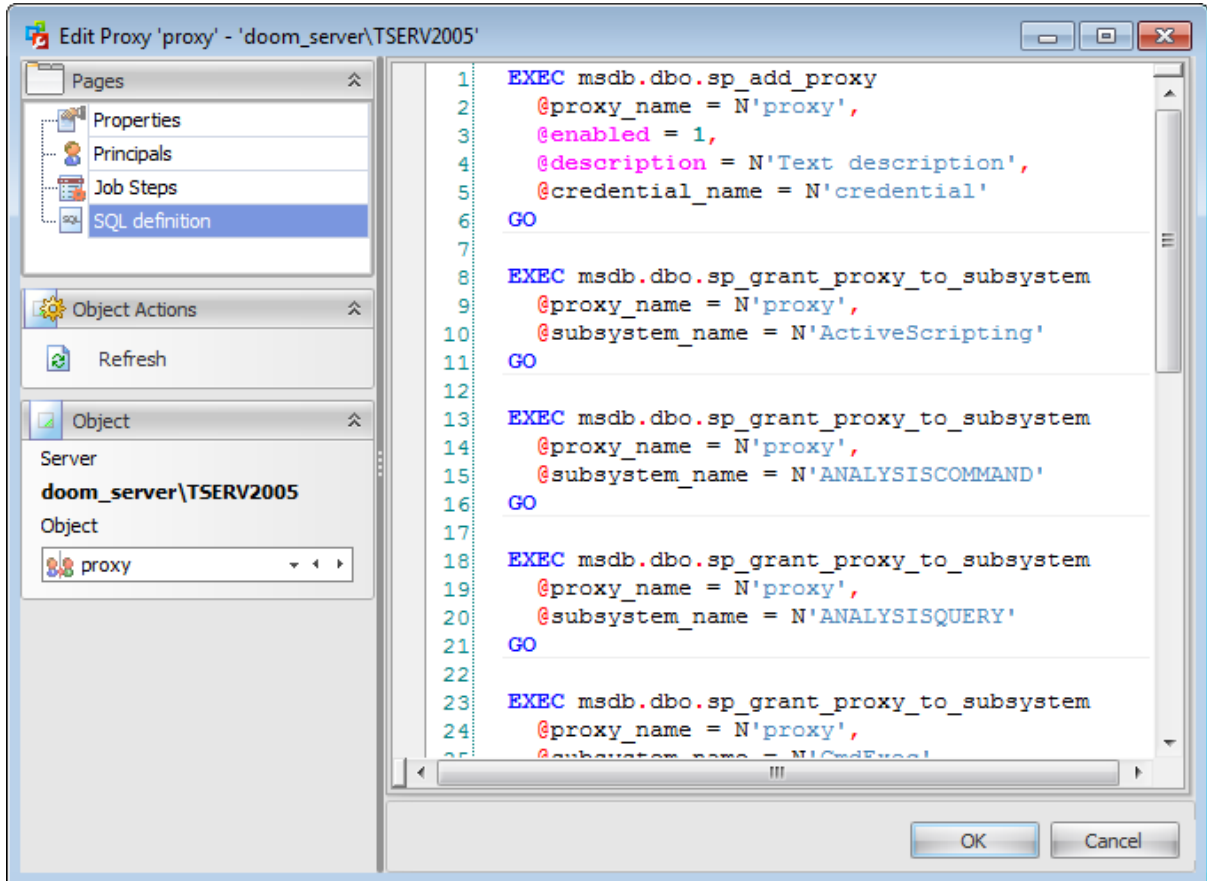 Edit Proxy 'proxy' - 'doom_server\TSERV2005'
Pages
Properties
Principals
Job Steps
SQL definition
Object Actions
Refresh
Object
Server
doom_server\TSERV2005
Object
proxy
1 EXEC msdb.dbo.sp_add_proxy
2 @proxy_name = N'proxy',
3 @enabled = 1,
4 @description = N'Text description',
5 @credential_name = N'credential'
6 GO
7
8 EXEC msdb.dbo.sp_grant_proxy_to_subsystem
9 @proxy_name = N'proxy',
10 @subsystem_name = N'ActiveScripting'
11 GO
12
13 EXEC msdb.dbo.sp_grant_proxy_to_subsystem
14 @proxy_name = N'proxy',
15 @subsystem_name = N'ANALYSISCOMMAND'
16 GO
17
18 EXEC msdb.dbo.sp_grant_proxy_to_subsystem
19 @proxy_name = N'proxy',
20 @subsystem_name = N'ANALYSISQUERY'
21 GO
22
23 EXEC msdb.dbo.sp_grant_proxy_to_subsystem
24 @proxy_name = N'proxy',
25 @subsystem_name = N'CmdExec'
OK
Cancel